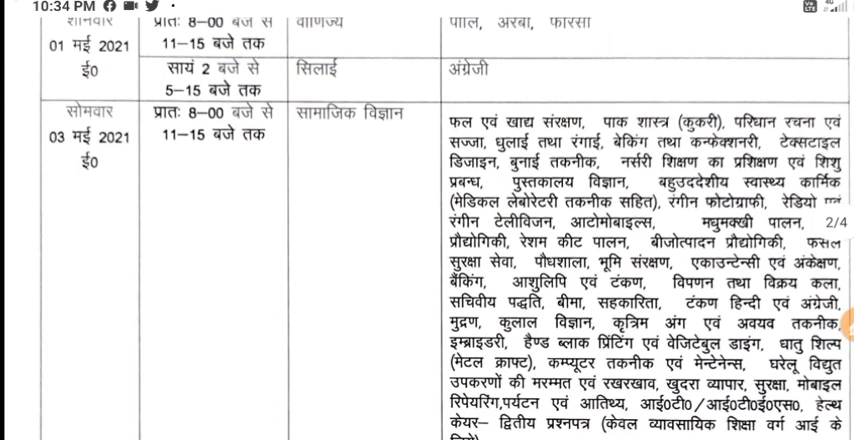 10:34 PM
शनिवार
प्रातः 8–00 बजे से
वाणिज्य
पालि, अरबी, फारसी
01 मई 2021
11–15 बजे तक
ई0
सायं 2 बजे से
सिलाई
अंग्रेजी
5–15 बजे तक
सोमवार
प्रातः 8–00 बजे से
सामाजिक विज्ञान
03 मई 2021
11–15 बजे तक
ई0
फल एवं खाद्य संरक्षण, पाक शास्त्र (कुकरी), परिधान रचना एवं
सज्जा, धुलाई तथा रंगाई, बेकिंग तथा कन्फेक्शनरी, टेक्सटाइल
डिजाइन, बुनाई तकनीक, नर्सरी शिक्षण का प्रशिक्षण एवं शिशु
प्रबन्ध, पुस्तकालय विज्ञान, बहुउददेशीय स्वास्थ्य कार्मिक
(मेडिकल लेबोरेटरी तकनीक सहित), रंगीन फोटोग्राफी, रेडियो एवं
रंगीन टेलीविजन, आटोमोबाइल्स, मधुमक्खी पालन,
2/4
प्रौद्योगिकी, रेशम कीट पालन, बीजोत्पादन प्रौद्योगिकी, फसल
सुरक्षा सेवा, पौधशाला, भूमि संरक्षण, एकाउन्टेन्सी एवं अंकेक्षण,
बैंकिंग, आशुलिपि एवं टंकण, विपणन तथा विक्रय कला,
सचिवीय पद्धति, बीमा, सहकारिता, टंकण हिन्दी एवं अंग्रेजी,
मुद्रण, कुलाल विज्ञान, कृत्रिम अंग एवं अवयव तकनीक,
इम्ब्राइडरी, हैण्ड ब्लाक प्रिंटिंग एवं वेजिटेबुल डाइंग, धातु शिल्प
(मेटल क्राफ्ट), कम्प्यूटर तकनीक एवं मेन्टेनेन्स, घरेलू विद्युत
उपकरणों की मरम्मत एवं रखरखाव, खुदरा व्यापार, सुरक्षा, मोबाइल
रिपेयरिंग,पर्यटन एवं आतिथ्य, आई0टी0/आई0टी0ई0एस0, हेल्थ
केयर– द्वितीय प्रश्नपत्र (केवल व्यावसायिक शिक्षा वर्ग आई के